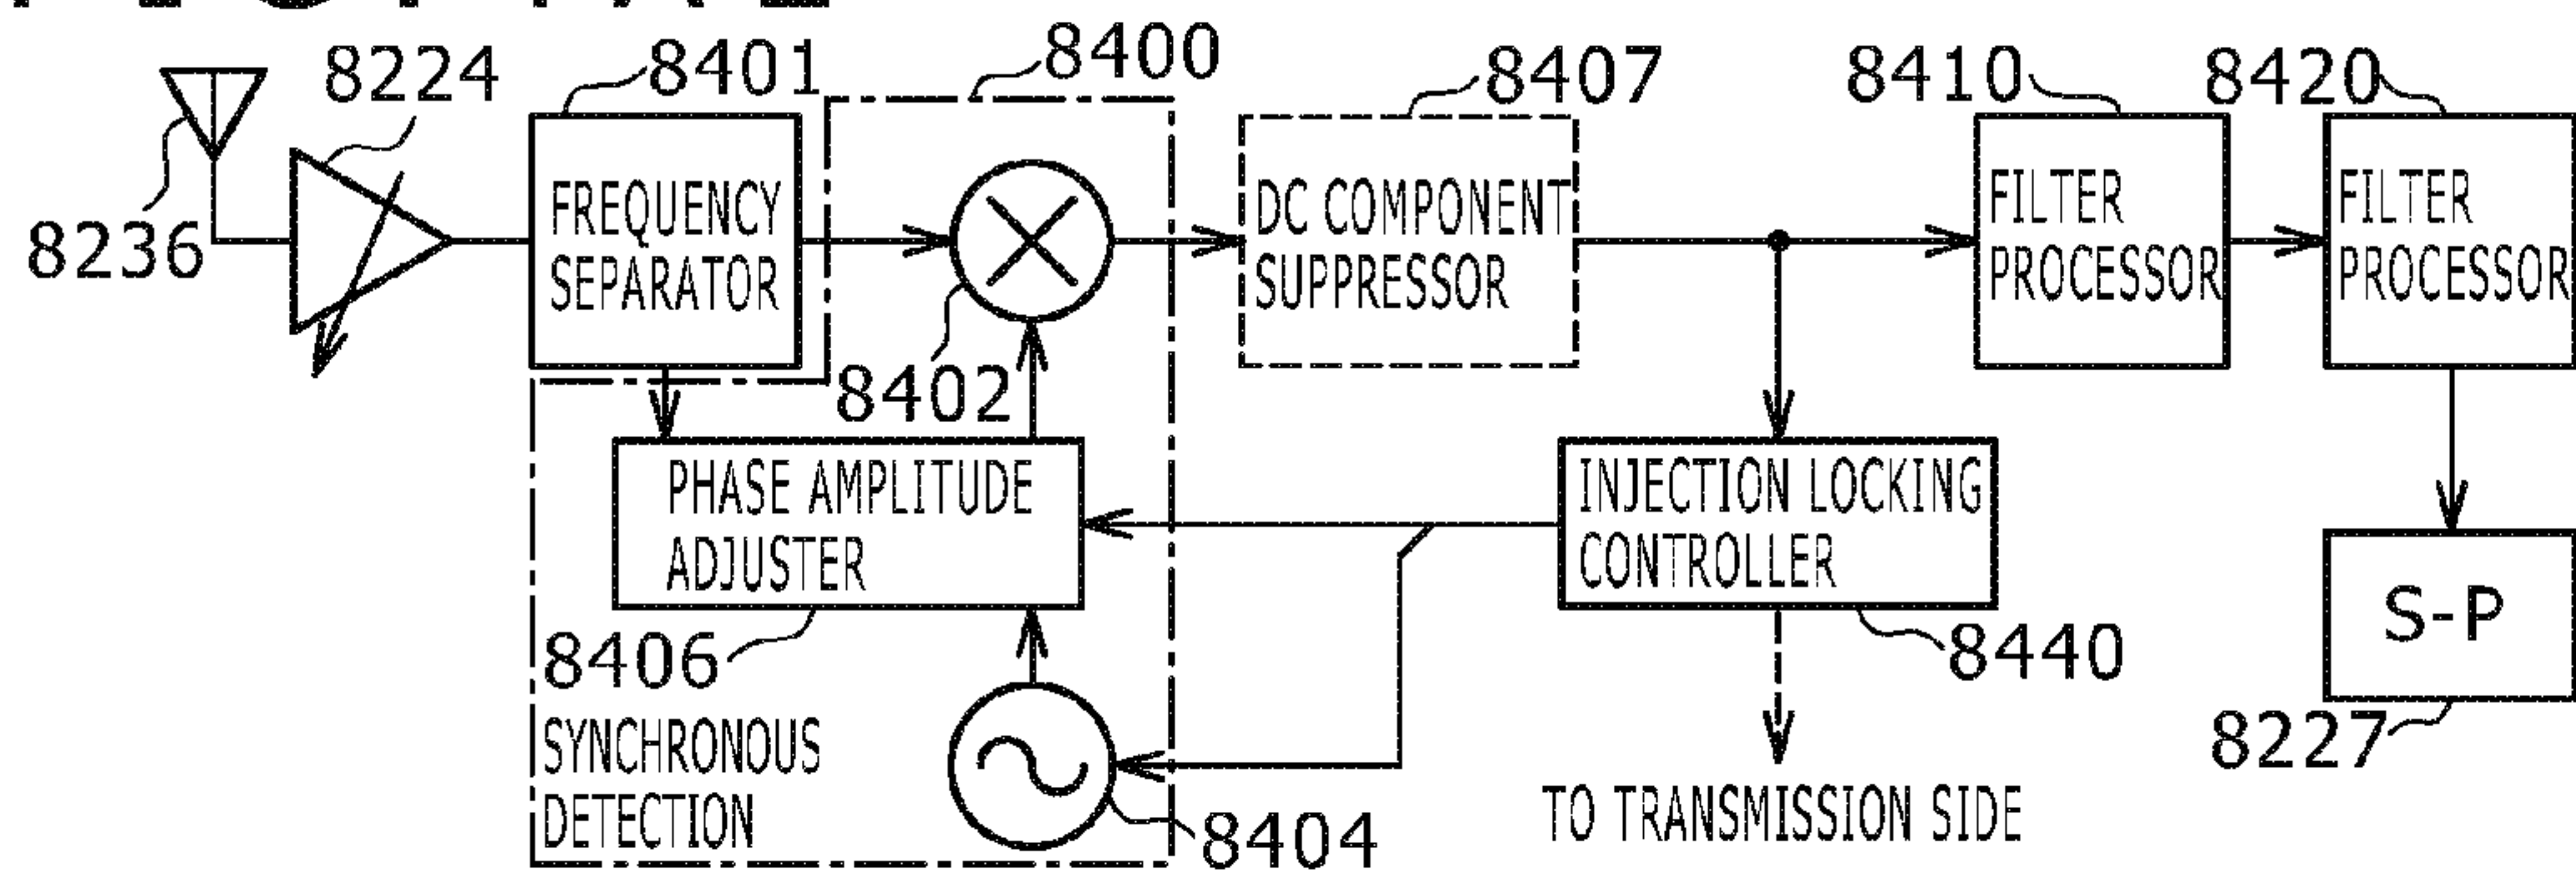 8224
8401
8400
8407
8410
8420
8236
FREQUENCY
SEPARATOR
DC COMPONENT
SUPPRESSOR
FILTER
PROCESSOR
FILTER
PROCESSOR
8402
PHASE AMPLITUDE
ADJUSTER
INJECTION LOCKING
CONTROLLER
S-P
8406
8440
8227
SYNCHRONOUS
DETECTION
8404
TO TRANSMISSION SIDE